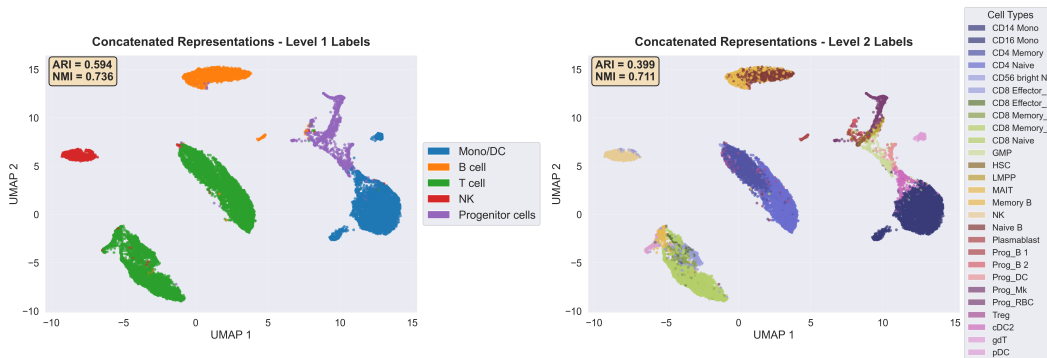 Concatenated Representations - Level 1 Labels
ARI = 0.594
NMI = 0.736
15
10
5
0
−5
−10
UMAP 2
−10
−5
0
5
10
15
UMAP 1
Mono/DC
B cell
T cell
NK
Progenitor cells
Concatenated Representations - Level 2 Labels
ARI = 0.399
NMI = 0.711
15
10
5
0
−5
−10
UMAP 2
−10
−5
0
5
10
15
UMAP 1
Cell Types
CD14 Mono
CD16 Mono
CD4 Memory
CD4 Naive
CD56 bright N
CD8 Effector_
CD8 Effector_
CD8 Memory_
CD8 Memory_
CD8 Naive
GMP
HSC
LMPP
MAIT
Memory B
NK
Naive B
Plasmablast
Prog_B 1
Prog_B 2
Prog_DC
Prog_Mk
Prog_RBC
Treg
cDC2
gdT
pDC